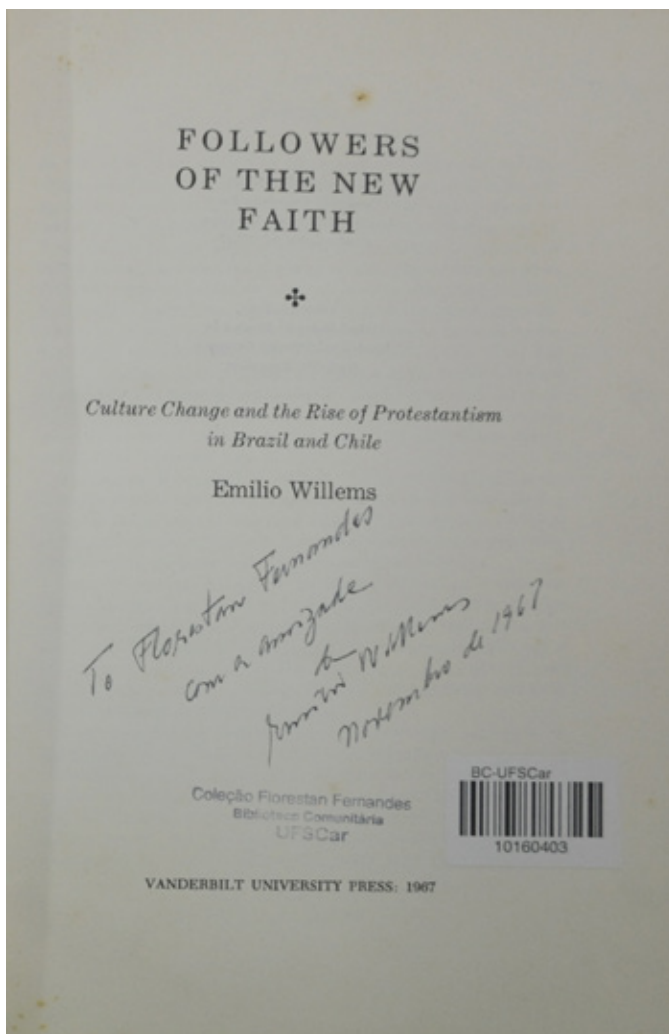 FOLLOWERS
OF THE NEW
FAITH
Culture Change and the Rise of Protestantism
in Brazil and Chile
Emilio Willems
To Florestan Fernandes
com a amizade
de
Emilio Willems
novembro de 1967
Coleção Florestan Fernandes
Biblioteca Comunitária
UFSCar
BC-UFSCar
10160403
VANDERBILT UNIVERSITY PRESS: 1967